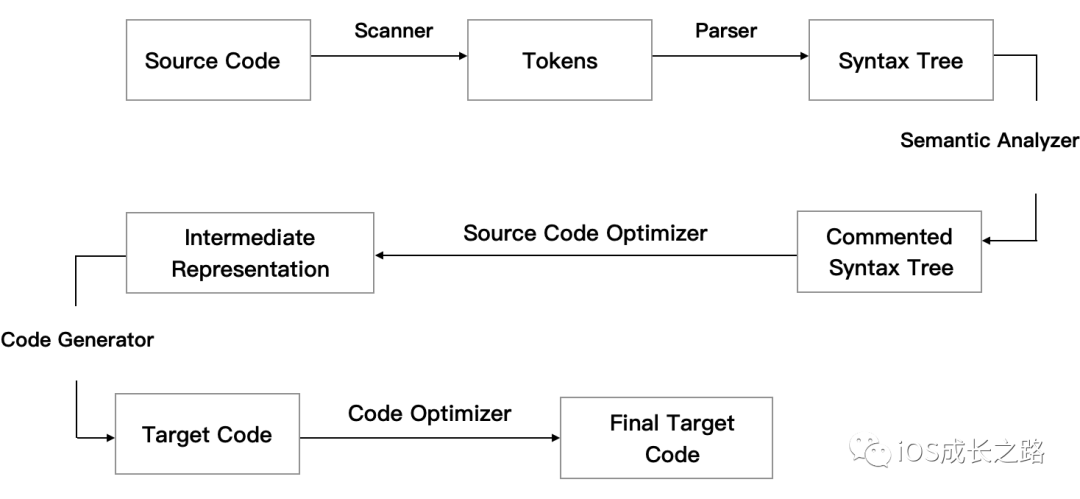 Source Code
Scanner
Tokens
Parser
Syntax Tree
Semantic Analyzer
Commented
Syntax Tree
Source Code Optimizer
Intermediate
Representation
Code Generator
Target Code
Code Optimizer
Final Target
Code
iOS成长之路